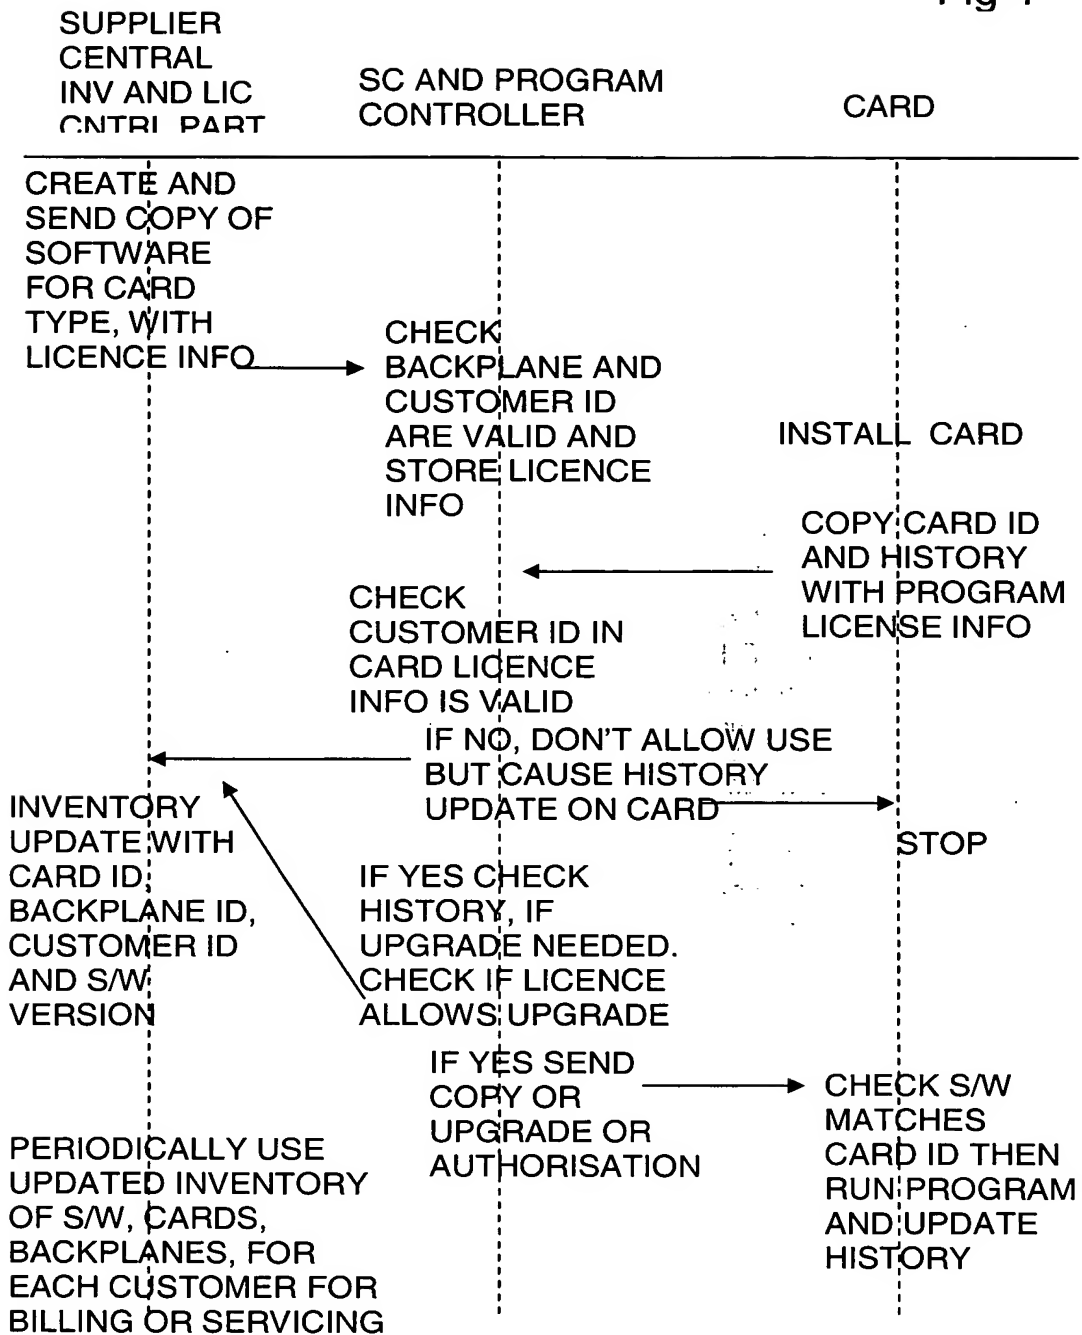 SUPPLIER
CENTRAL
INV AND LIC
CNTRL PART
SC AND PROGRAM
CONTROLLER
CARD
CREATE AND
SEND COPY OF
SOFTWARE
FOR CARD
TYPE, WITH
LICENCE INFO
CHECK
BACKPLANE AND
CUSTOMER ID
ARE VALID AND
STORE LICENCE
INFO
INSTALL CARD
COPY CARD ID
AND HISTORY
WITH PROGRAM
LICENSE INFO
CHECK
CUSTOMER ID IN
CARD LICENCE
INFO IS VALID
IF NO, DON'T ALLOW USE
BUT CAUSE HISTORY
UPDATE ON CARD
STOP
INVENTORY
UPDATE WITH
CARD ID,
BACKPLANE ID,
CUSTOMER ID
AND S/W
VERSION
IF YES CHECK
HISTORY, IF
UPGRADE NEEDED.
CHECK IF LICENCE
ALLOWS UPGRADE
IF YES SEND
COPY OR
UPGRADE OR
AUTHORISATION
CHECK S/W
MATCHES
CARD ID THEN
RUN PROGRAM
AND UPDATE
HISTORY
PERIODICALLY USE
UPDATED INVENTORY
OF S/W, CARDS,
BACKPLANES, FOR
EACH CUSTOMER FOR
BILLING OR SERVICING